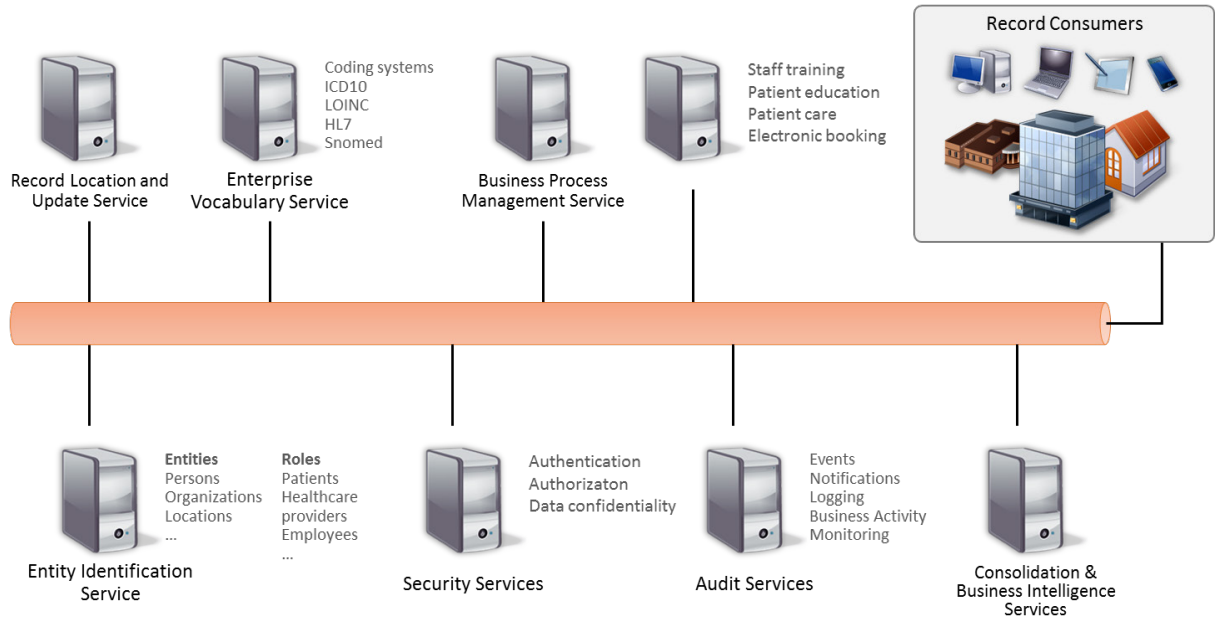 Record Consumers
Coding systems
ICD10
LOINC
HL7
Snomed
Staff training
Patient education
Patient care
Electronic booking
Record Location and
Update Service
Enterprise
Vocabulary Service
Business Process
Management Service
Entities
Persons
Organizations
Locations
...
Roles
Patients
Healthcare
providers
Employees
...
Authentication
Authorizaton
Data confidentiality
Events
Notifications
Logging
Business Activity
Monitoring
Entity Identification
Service
Security Services
Audit Services
Consolidation &
Business Intelligence
Services